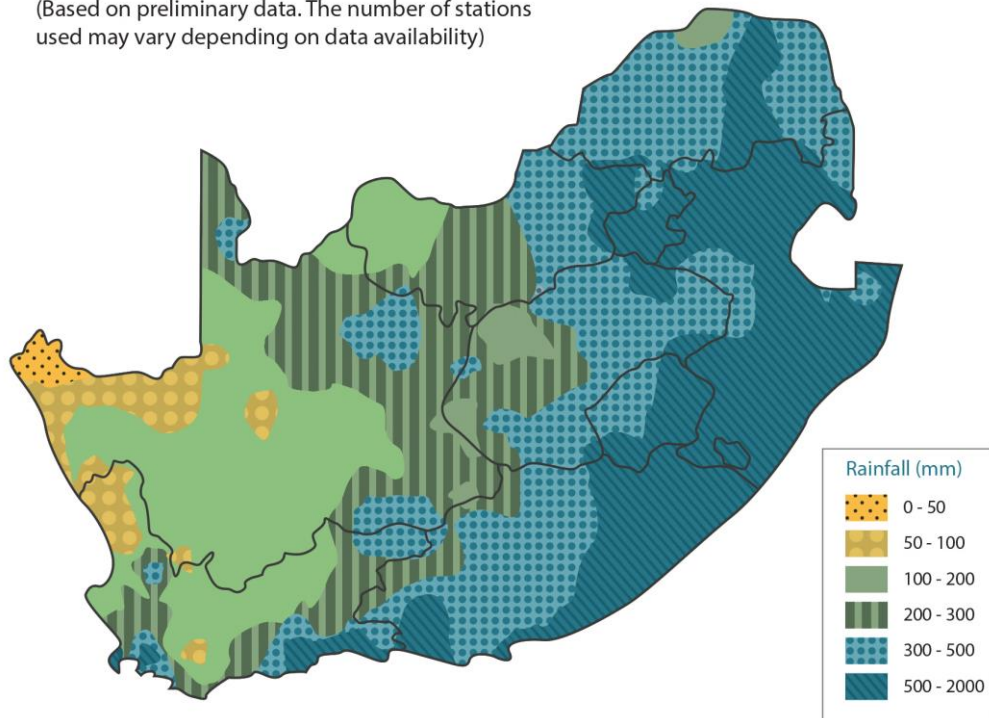 (Based on preliminary data. The number of stations
used may vary depending on data availability)
Rainfall (mm)
0 - 50
50 - 100
100 - 200
200 - 300
300 - 500
500 - 2000